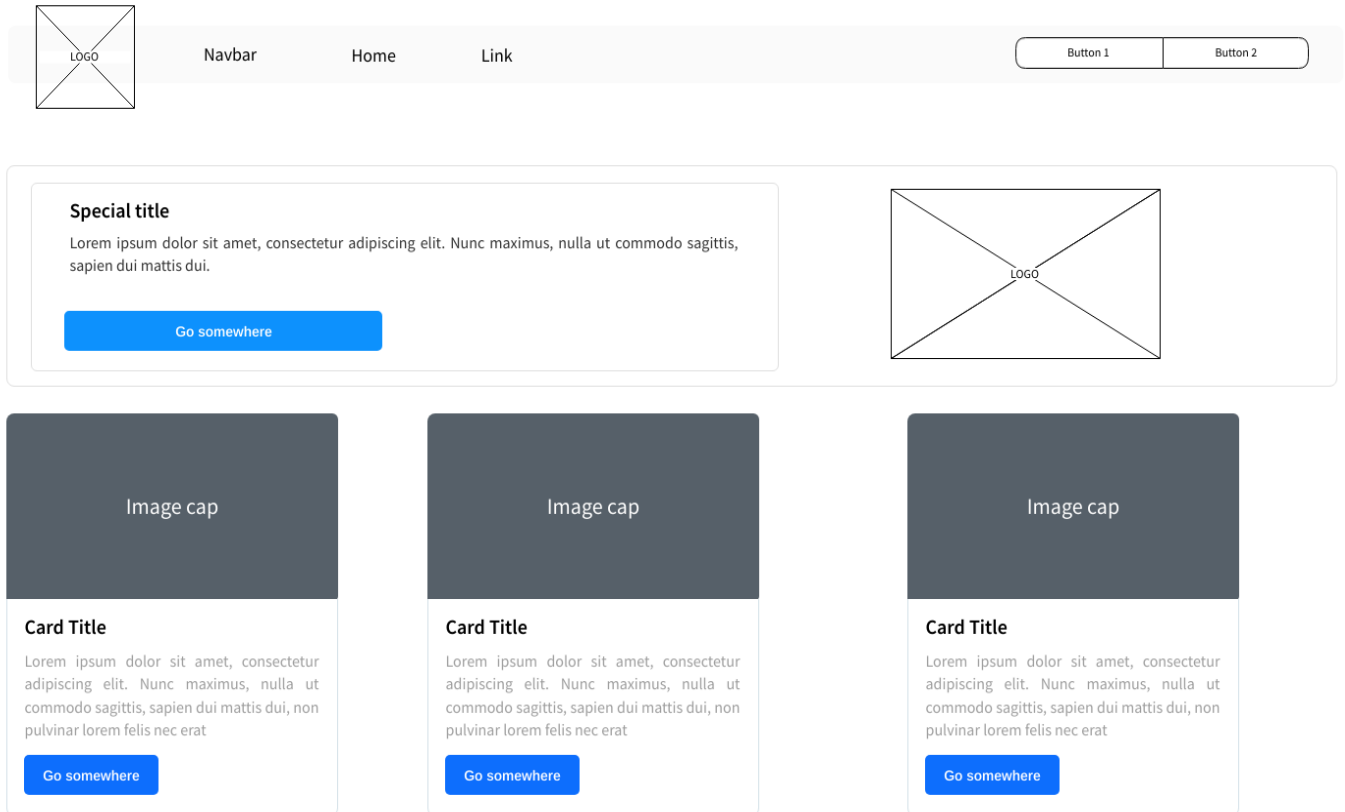 LOGO
Navbar
Home
Link
Button 1
Button 2
Special title
Lorem ipsum dolor sit amet, consectetur adipiscing elit. Nunc maximus, nulla ut commodo sagittis,
sapien dui mattis dui.
Go somewhere
LOGO
Image cap
Card Title
Lorem ipsum dolor sit amet, consectetur
adipiscing elit. Nunc maximus, nulla ut
commodo sagittis, sapien dui mattis dui, non
pulvinar lorem felis nec erat
Go somewhere
Image cap
Card Title
Lorem ipsum dolor sit amet, consectetur
adipiscing elit. Nunc maximus, nulla ut
commodo sagittis, sapien dui mattis dui, non
pulvinar lorem felis nec erat
Go somewhere
Image cap
Card Title
Lorem ipsum dolor sit amet, consectetur
adipiscing elit. Nunc maximus, nulla ut
commodo sagittis, sapien dui mattis dui, non
pulvinar lorem felis nec erat
Go somewhere